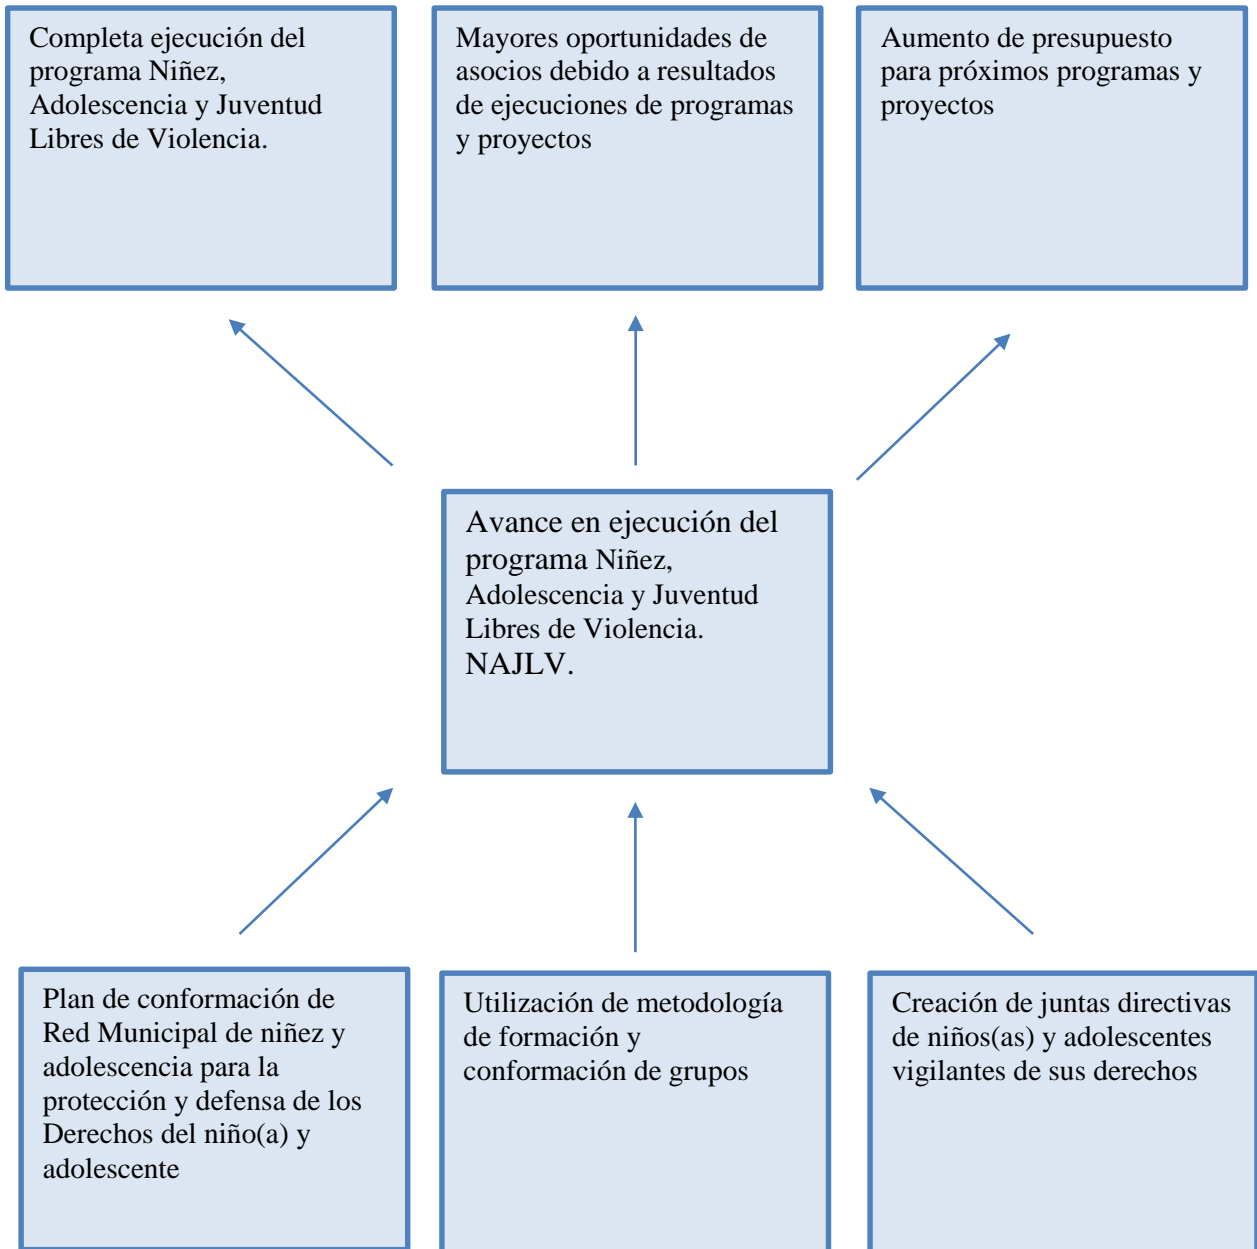 Completa ejecución del
programa Niñez,
Adolescencia y Juventud
Libres de Violencia.
Mayores oportunidades de
asocios debido a resultados
de ejecuciones de programas
y proyectos
Aumento de presupuesto
para próximos programas y
proyectos
Avance en ejecución del
programa Niñez,
Adolescencia y Juventud
Libres de Violencia.
NAJLV.
Plan de conformación de
Red Municipal de niñez y
adolescencia para la
protección y defensa de los
Derechos del niño(a) y
adolescente
Utilización de metodología
de formación y
conformación de grupos
Creación de juntas directivas
de niños(as) y adolescentes
vigilantes de sus derechos